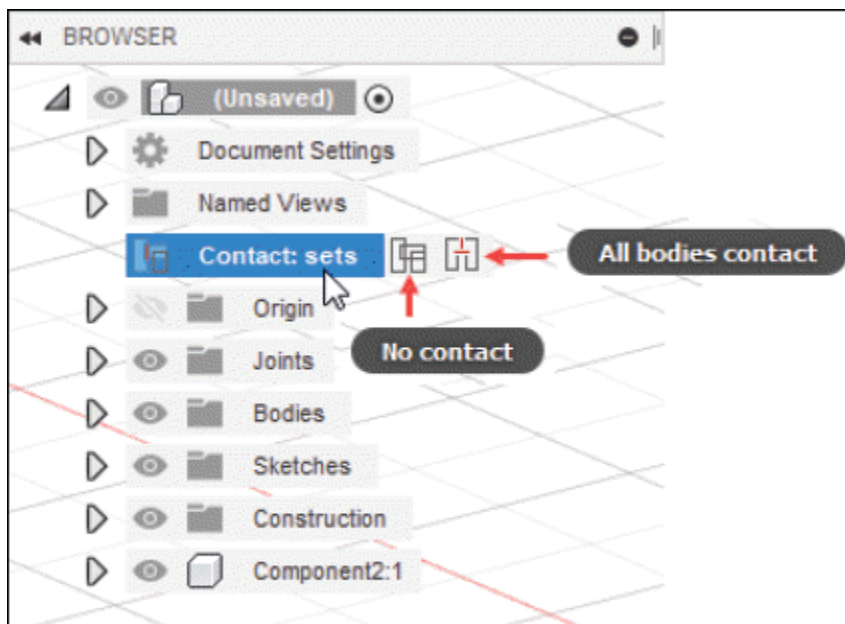 BROWSER
(Unsaved)
Document Settings
Named Views
Contact: sets
All bodies contact
Origin
No contact
Joints
Bodies
Sketches
Construction
Component2:1